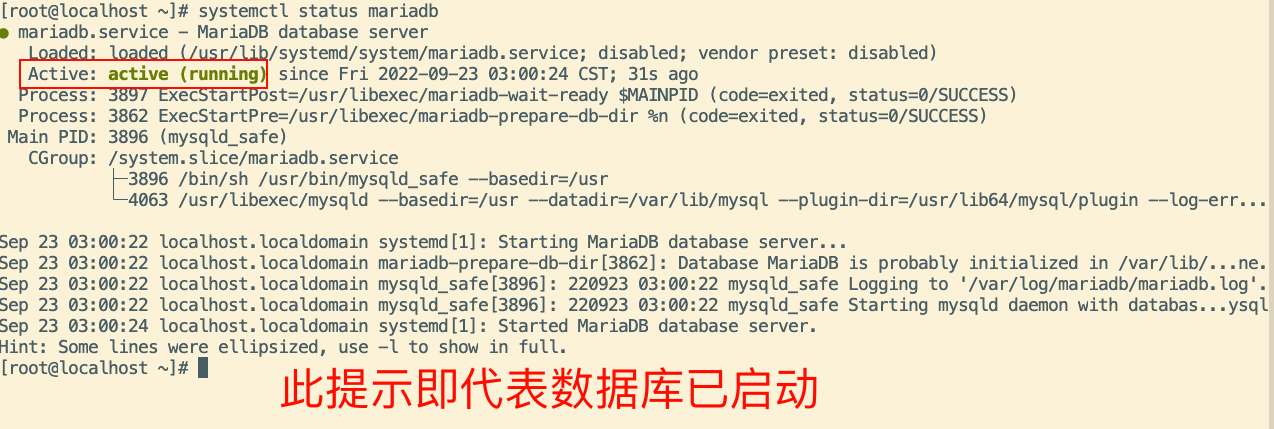 [root@localhost ~]# systemctl status mariadb
● mariadb.service - MariaDB database server
Loaded: loaded (/usr/lib/systemd/system/mariadb.service; disabled; vendor preset: disabled)
Active: active (running) since Fri 2022-09-23 03:00:24 CST; 31s ago
Process: 3897 ExecStartPost=/usr/libexec/mariadb-wait-ready $MAINPID (code=exited, status=0/SUCCESS)
Process: 3862 ExecStartPre=/usr/libexec/mariadb-prepare-db-dir %n (code=exited, status=0/SUCCESS)
Main PID: 3896 (mysqld_safe)
CGroup: /system.slice/mariadb.service
├─3896 /bin/sh /usr/bin/mysqld_safe --basedir=/usr
└─4063 /usr/libexec/mysqld --basedir=/usr --datadir=/var/lib/mysql --plugin-dir=/usr/lib64/mysql/plugin --log-err...
Sep 23 03:00:22 localhost.localdomain systemd[1]: Starting MariaDB database server...
Sep 23 03:00:22 localhost.localdomain mariadb-prepare-db-dir[3862]: Database MariaDB is probably initialized in /var/lib/...ne.
Sep 23 03:00:22 localhost.localdomain mysqld_safe[3896]: 220923 03:00:22 mysqld_safe Logging to '/var/log/mariadb/mariadb.log'.
Sep 23 03:00:22 localhost.localdomain mysqld_safe[3896]: 220923 03:00:22 mysqld_safe Starting mysqld daemon with databas...ysql
Sep 23 03:00:24 localhost.localdomain systemd[1]: Started MariaDB database server.
Hint: Some lines were ellipsized, use -l to show in full.
[root@localhost ~]#
此提示即代表数据库已启动